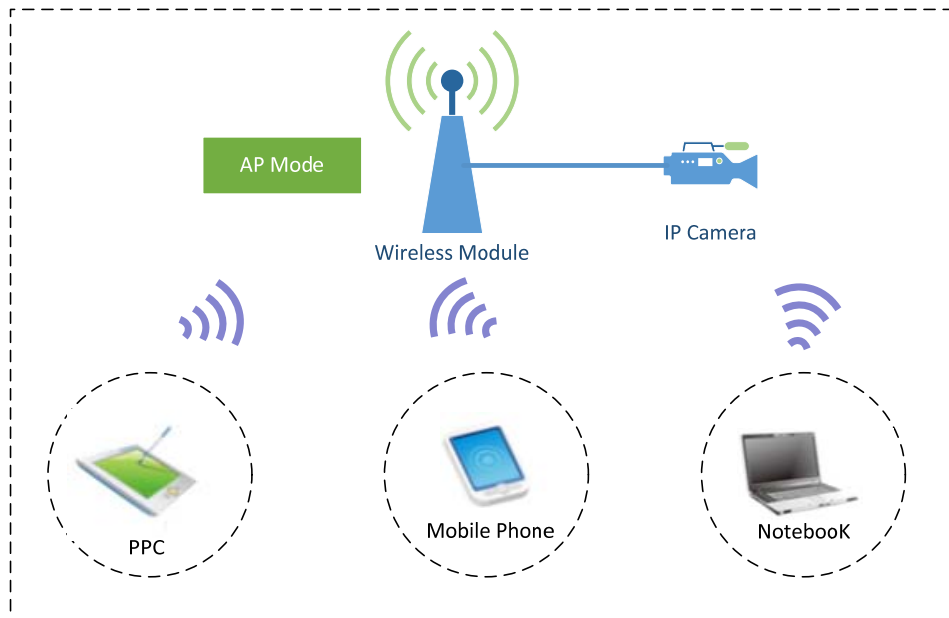 AP Mode
IP Camera
Wireless Module
PPC
Mobile Phone
NotebooK